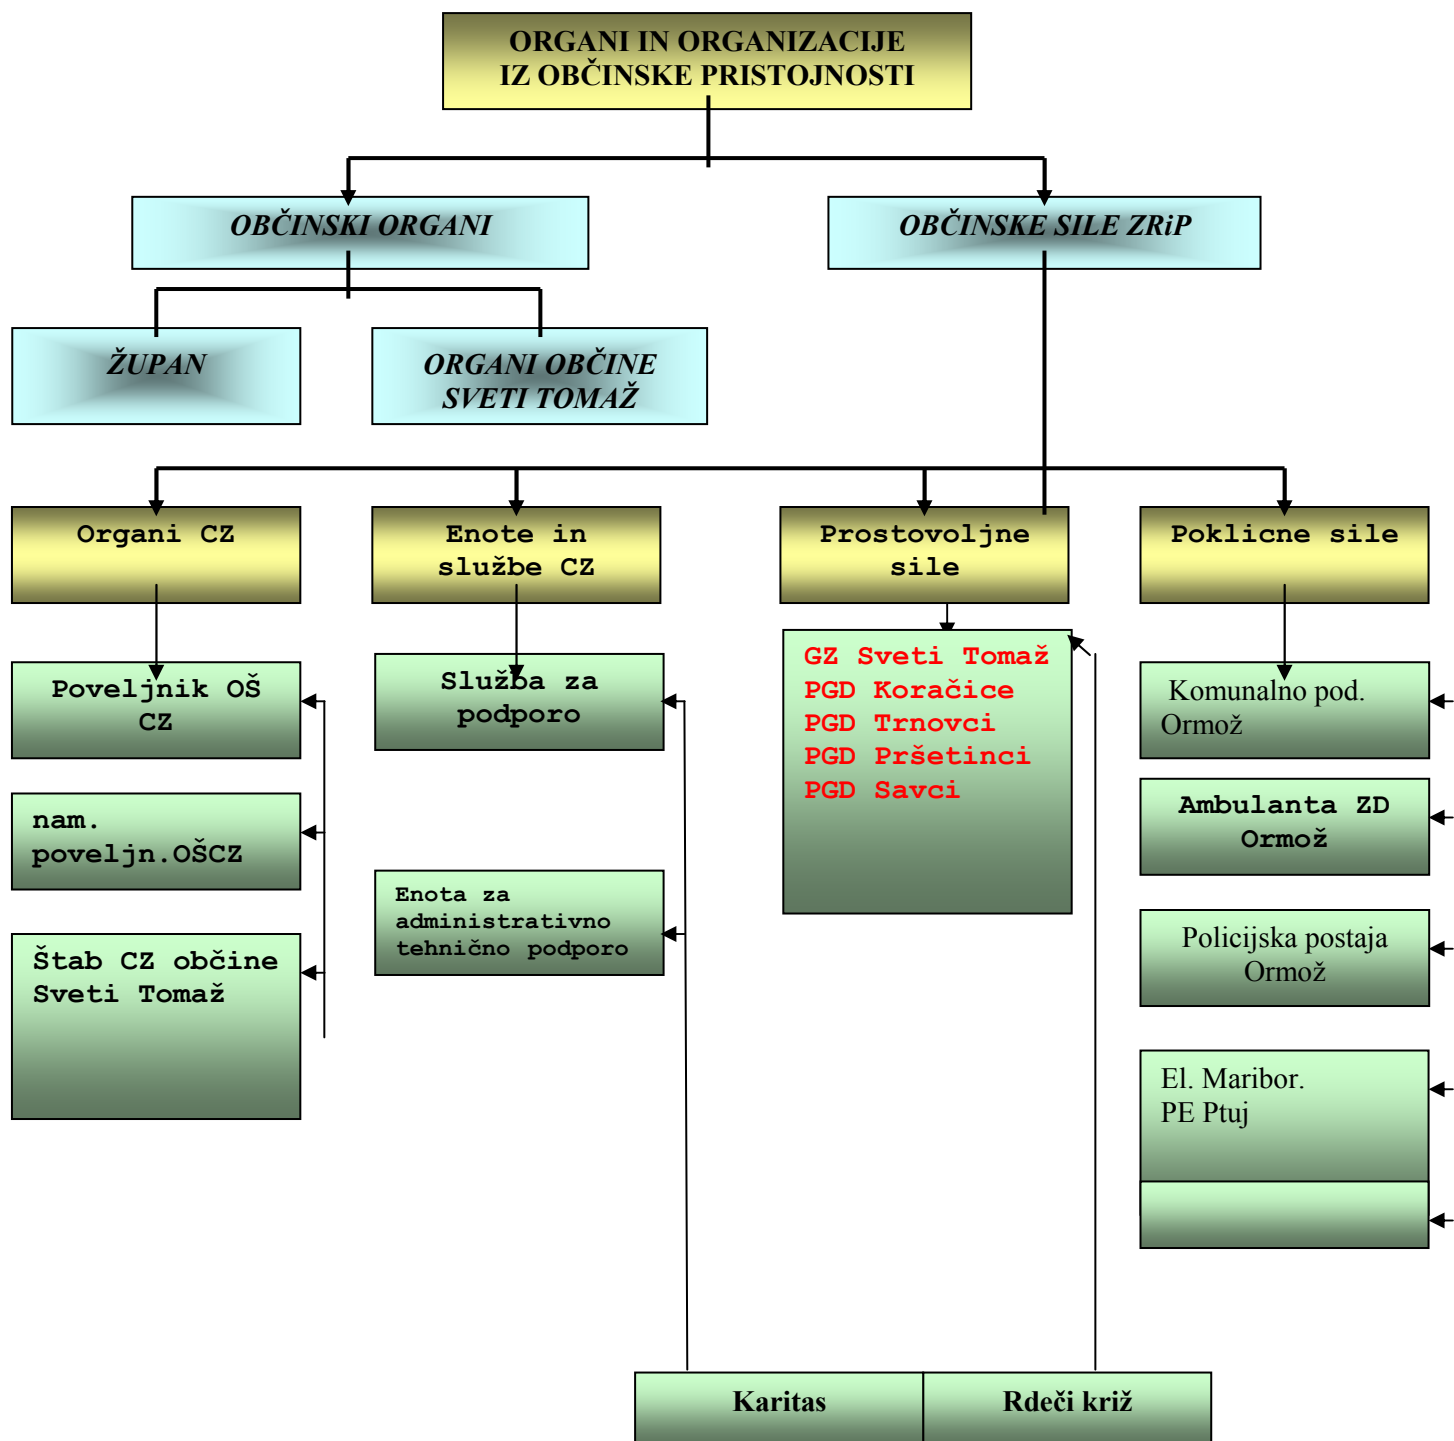 ORGANI IN ORGANIZACIJE
IZ OBČINSKE PRISTOJNOSTI
OBČINSKI ORGANI
OBČINSKE SILE ZRiP
ŽUPAN
ORGANI OBČINE
SVETI TOMAŽ
Organi CZ
Enote in
službe CZ
Prostovoljne
sile
Poklicne sile
Poveljnik OŠ
CZ
nam.
poveljn.OŠCZ
Štab CZ občine
Sveti Tomaž
Služba za
podporo
Enota za
administrativno
tehnično podporo
GZ Sveti Tomaž
PGD Koračice
PGD Trnovci
PGD Pršetinci
PGD Savci
Komunalno pod.
Ormož
Ambulanta ZD
Ormož
Policijska postaja
Ormož
El. Maribor.
PE Ptuj
Karitas
Rdeči križ